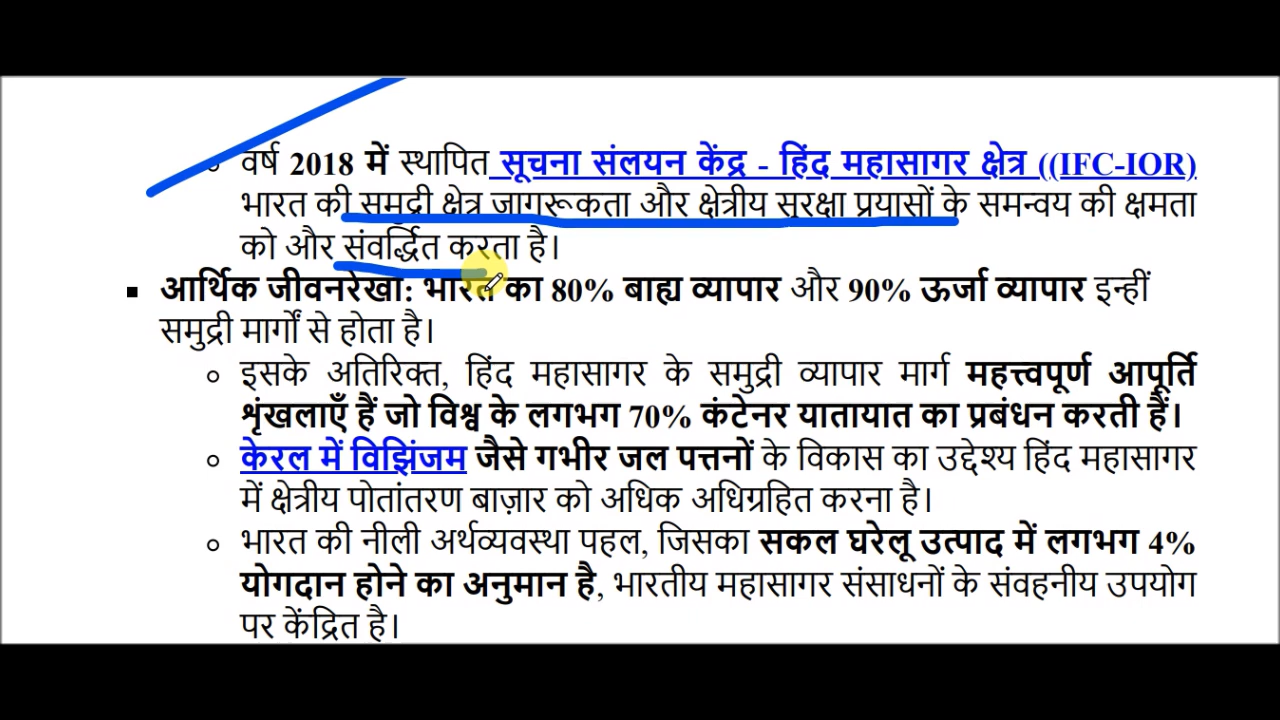 वर्ष 2018 में स्थापित सूचना संलयन केंद्र - हिंद महासागर क्षेत्र ((IFC-IOR)
भारत की समुद्री क्षेत्र जागरूकता और क्षेत्रीय सुरक्षा प्रयासों के समन्वय की क्षमता
को और संवर्द्धित करता है।
आर्थिक जीवनरेखा: भारत का 80% बाह्य व्यापार और 90% ऊर्जा व्यापार इन्हीं
समुद्री मार्गों से होता है।
इसके अतिरिक्त, हिंद महासागर के समुद्री व्यापार मार्ग महत्त्वपूर्ण आपूर्ति
शृंखलाएँ हैं जो विश्व के लगभग 70% कंटेनर यातायात का प्रबंधन करती हैं।
केरल में विझिंजम जैसे गभीर जल पत्तनों के विकास का उद्देश्य हिंद महासागर
में क्षेत्रीय पोतांतरण बाज़ार को अधिक अधिग्रहित करना है।
भारत की नीली अर्थव्यवस्था पहल, जिसका सकल घरेलू उत्पाद में लगभग 4%
योगदान होने का अनुमान है, भारतीय महासागर संसाधनों के संवहनीय उपयोग
पर केंद्रित है।